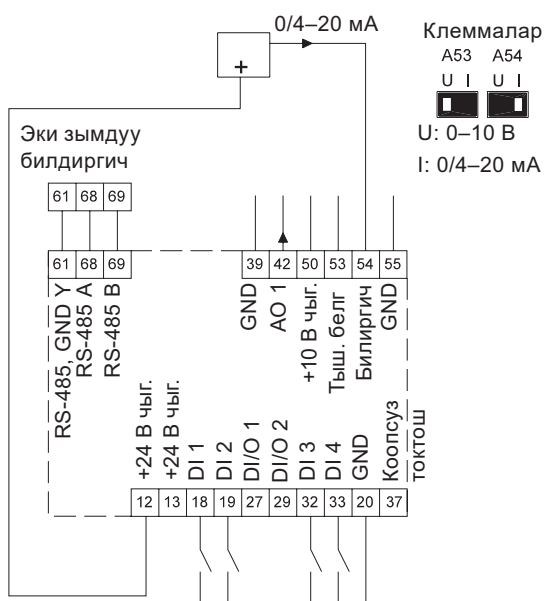 0/4–20 мА
Клеммалар
A53 A54
U I U I
U: 0–10 В
I: 0/4–20 мА
+
Эки зымдуу
билдиргич
61 68 69
61 68 69
39 42 50 53 54 55
RS-485, GND Y
RS-485 A
RS-485 B
GND
AO 1
+10 В чыг.
Тыш. белг
Билиргич
GND
+24 В чыг.
+24 В чыг.
DI 1
DI 2
DI/O 1
DI/O 2
DI 3
DI 4
GND
Коопсуз
токтош
12 13 18 19 27 29 32 33 20 37